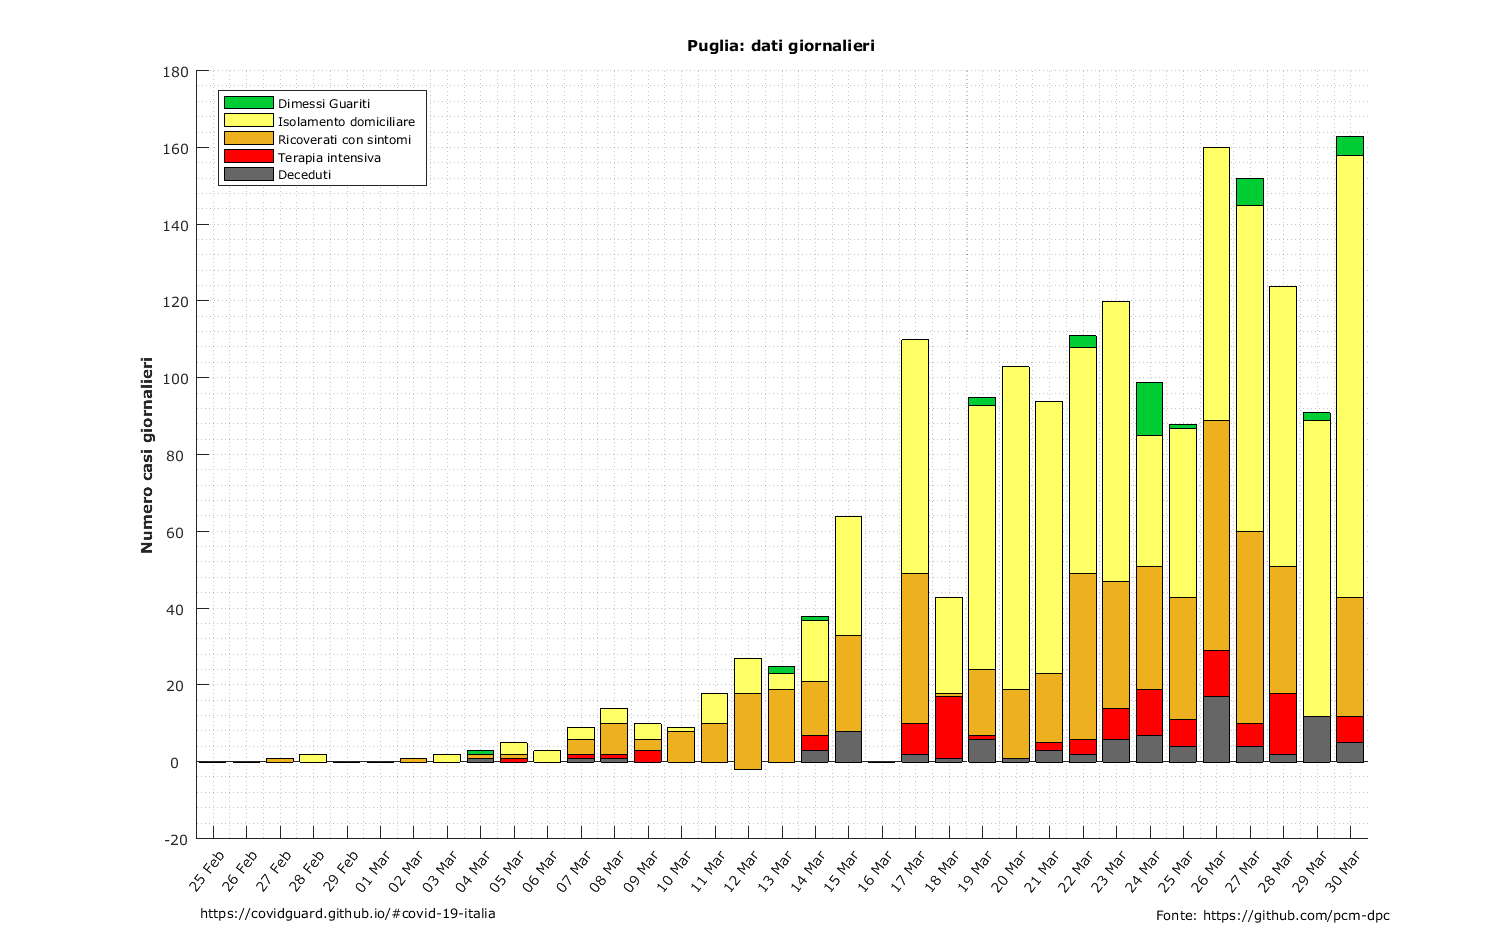 Puglia: dati giornalieri
Dimessi Guariti
Isolamento domiciliare
Ricoverati con sintomi
Terapia intensiva
Deceduti
Numero casi giornalieri
180
160
140
120
100
80
60
40
20
0
-20
25 Feb
26 Feb
27 Feb
28 Feb
29 Feb
01 Mar
02 Mar
03 Mar
04 Mar
05 Mar
06 Mar
07 Mar
08 Mar
09 Mar
10 Mar
11 Mar
12 Mar
13 Mar
14 Mar
15 Mar
16 Mar
17 Mar
18 Mar
19 Mar
20 Mar
21 Mar
22 Mar
23 Mar
24 Mar
25 Mar
26 Mar
27 Mar
28 Mar
29 Mar
30 Mar
https://covidguard.github.io/#covid-19-italia
Fonte: https://github.com/pcm-dpc